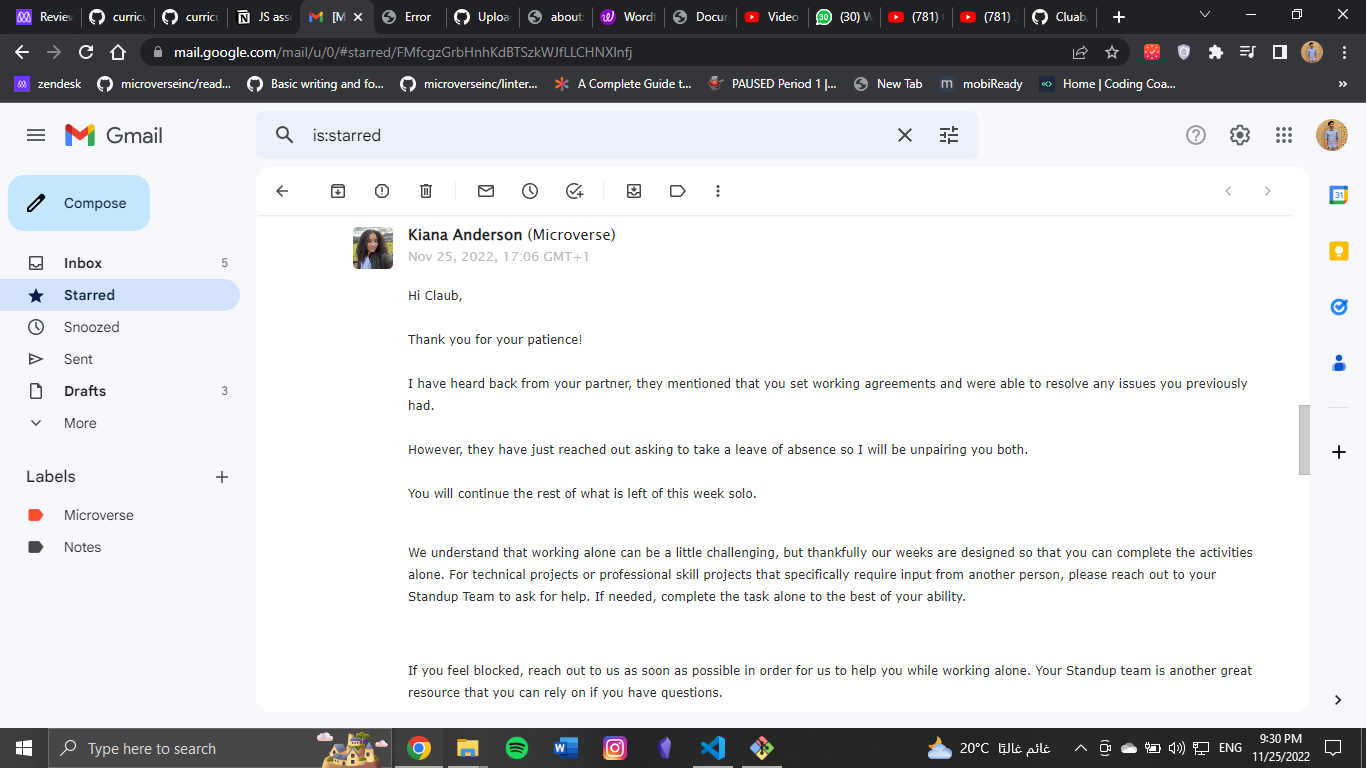 Review
curricu
curricu
JS asse
[M
Error
Uploa
about:
Wordt
Docur
Video
(30) W
(781)
(781)
Cluab,
mail.google.com/mail/u/0/#starred/FMfcgzGrbHnhKdBTSzkWJfLLCHNXlnfj
zendesk
microverseinc/read...
Basic writing and fo...
microverseinc/linter...
A Complete Guide t...
PAUSED Period 1 |...
New Tab
mobiReady
Home | Coding Coa...
»
Gmail
is:starred
Compose
Inbox 5
Starred
Snoozed
Sent
Drafts 3
More
Labels
Microverse
Notes
31
Kiana Anderson (Microverse)
Nov 25, 2022, 17:06 GMT+1
Hi Claub,
Thank you for your patience!
I have heard back from your partner, they mentioned that you set working agreements and were able to resolve any issues you previously
had.
However, they have just reached out asking to take a leave of absence so I will be unpairing you both.
You will continue the rest of what is left of this week solo.
We understand that working alone can be a little challenging, but thankfully our weeks are designed so that you can complete the activities
alone. For technical projects or professional skill projects that specifically require input from another person, please reach out to your
Standup Team to ask for help. If needed, complete the task alone to the best of your ability.
If you feel blocked, reach out to us as soon as possible in order for us to help you while working alone. Your Standup team is another great
resource that you can rely on if you have questions.
Type here to search
20°C غائم غالبًا
ENG
9:30 PM
11/25/2022